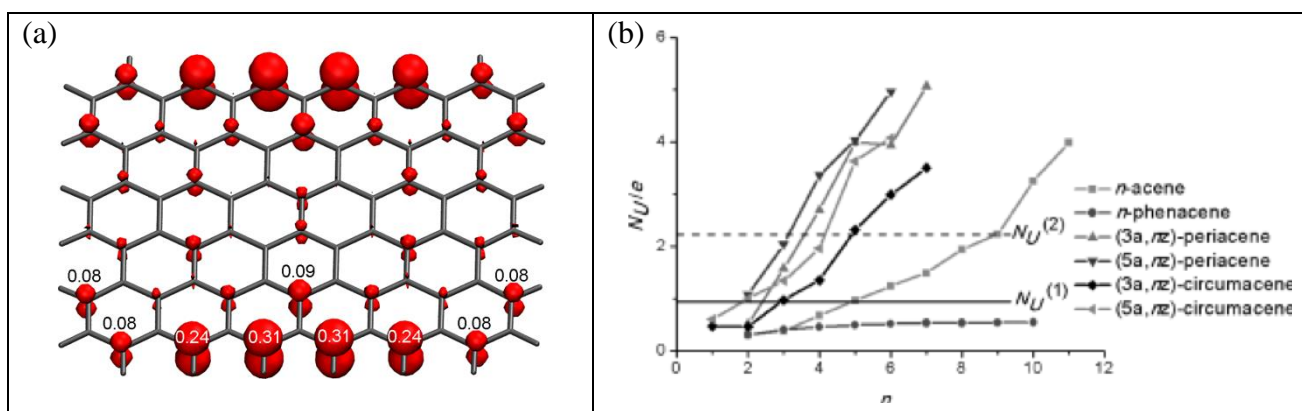 (a)
0.08
0.09
0.08
0.08
0.24
0.31
0.31
0.24
0.08
(b)
6
4
2
0
0
2
4
6
8
10
12
N_U/e
n
N_U^(2)
N_U^(1)
n-acene
n-phenacene
(3a,nz)-periacene
(5a,nz)-periacene
(3a,nz)-circumacene
(5a,nz)-circumacene